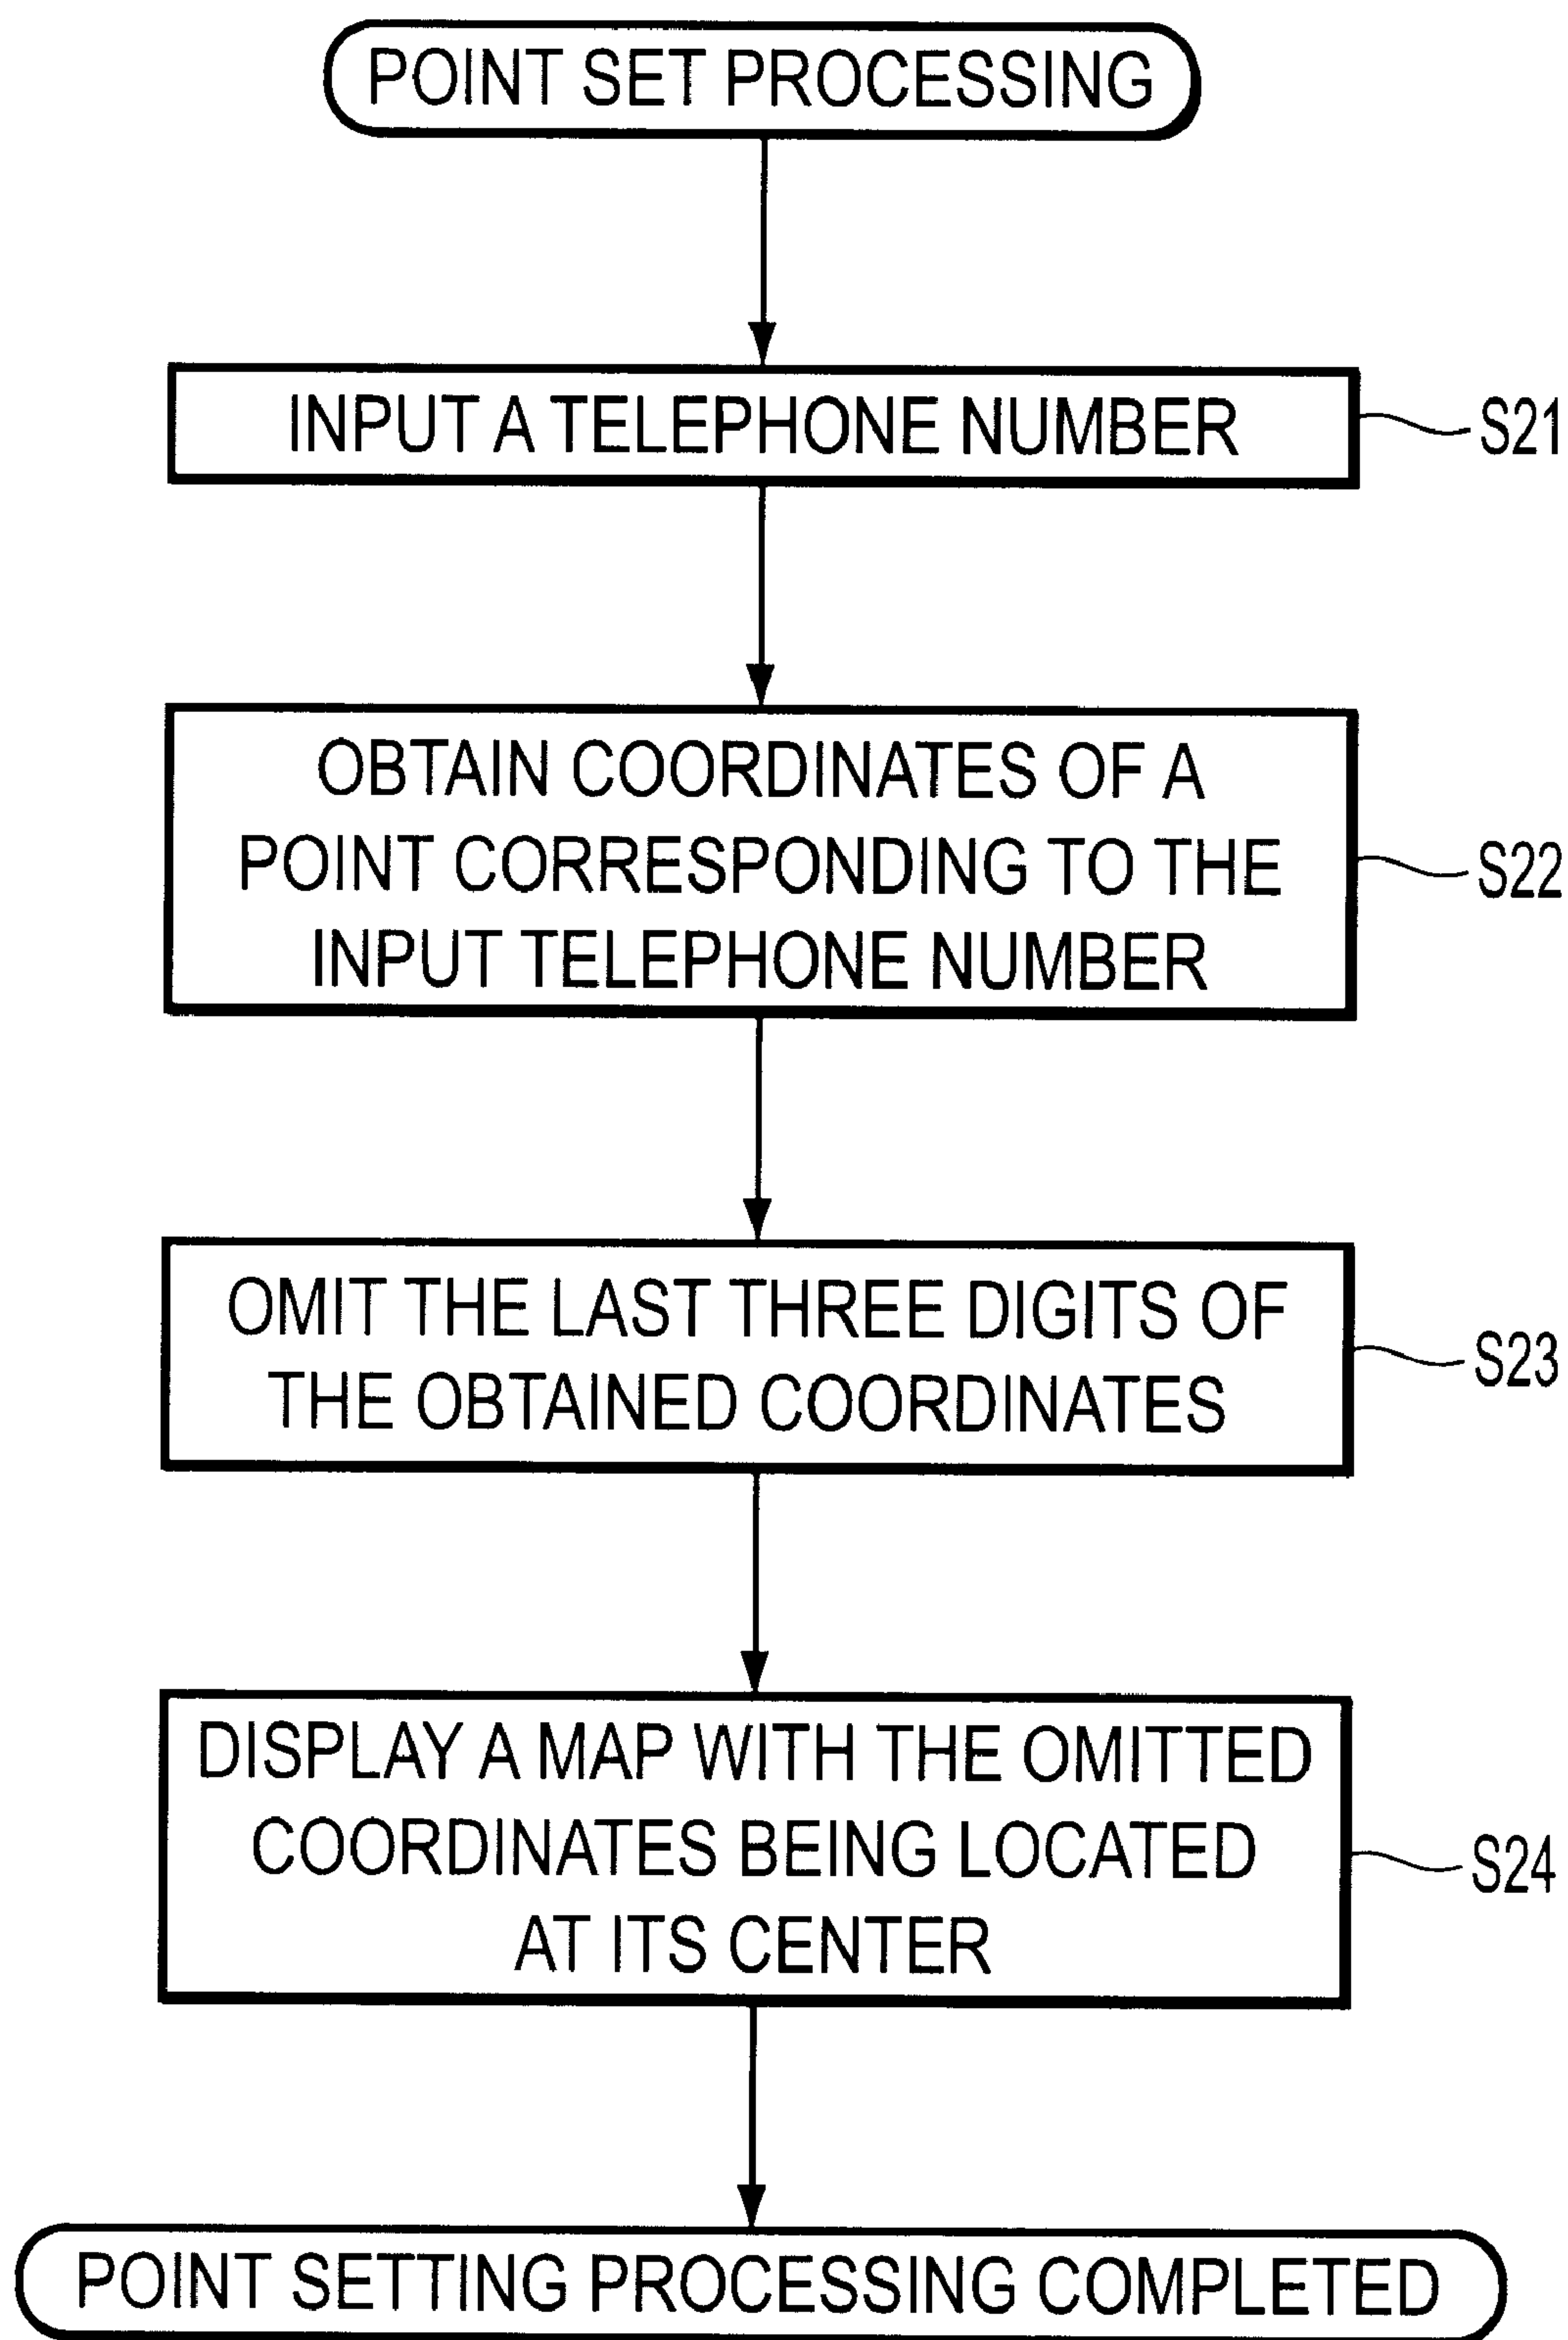 POINT SET PROCESSING
INPUT A TELEPHONE NUMBER
S21
OBTAIN COORDINATES OF A
POINT CORRESPONDING TO THE
INPUT TELEPHONE NUMBER
S22
OMIT THE LAST THREE DIGITS OF
THE OBTAINED COORDINATES
S23
DISPLAY A MAP WITH THE OMITTED
COORDINATES BEING LOCATED
AT ITS CENTER
S24
POINT SETTING PROCESSING COMPLETED